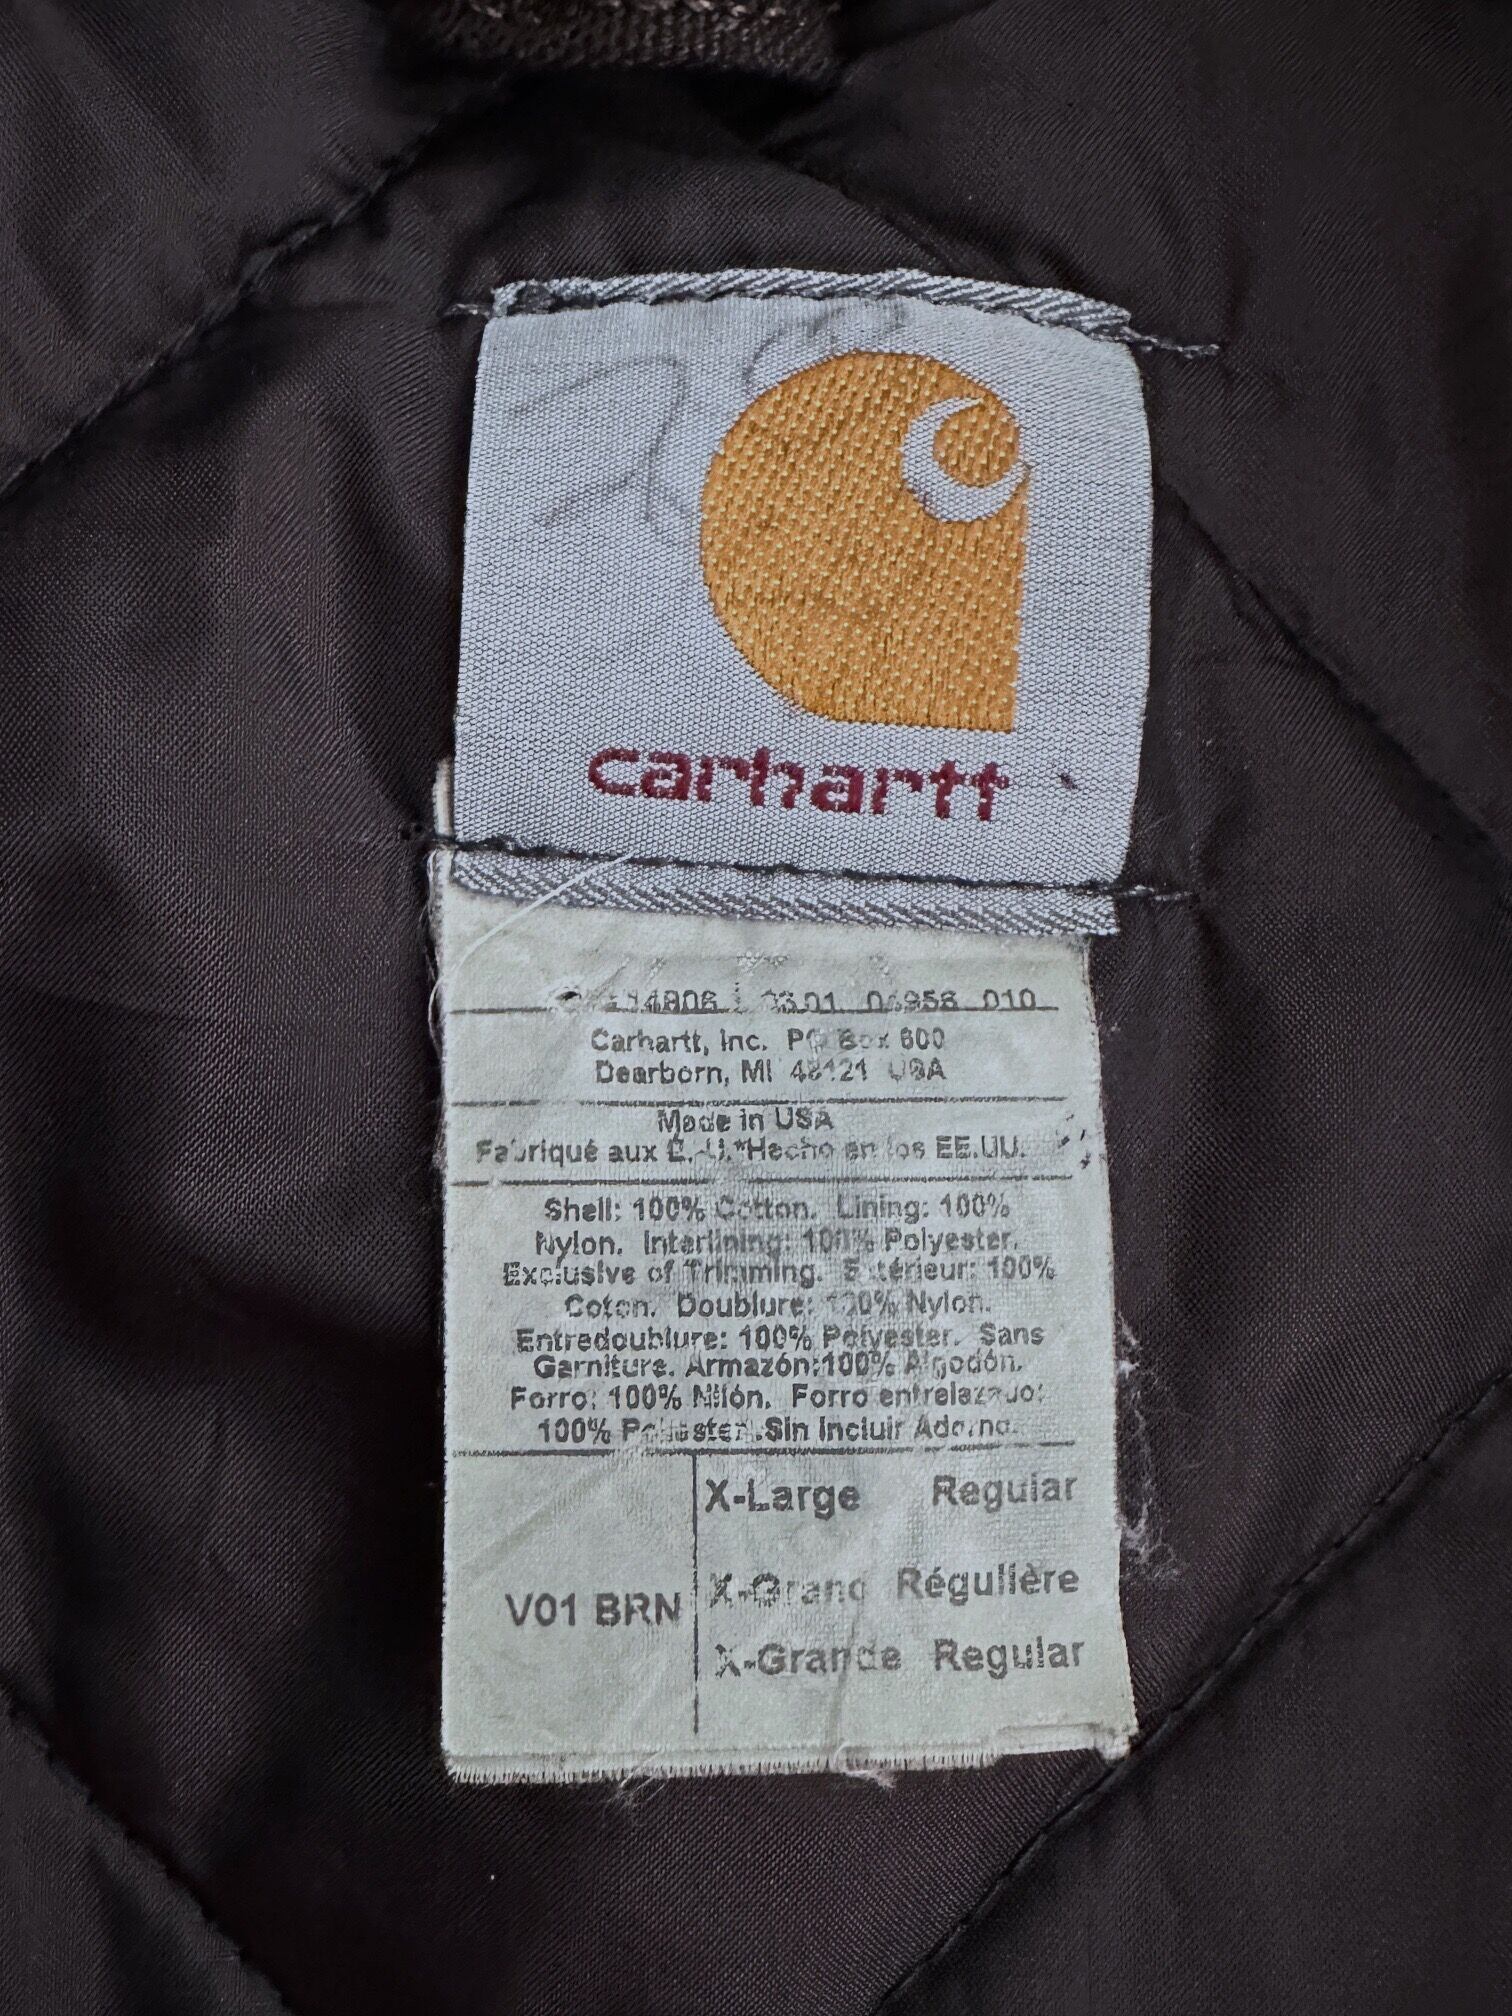 carhartt
010
Carhartt, Inc. PO Box 600
Dearborn, MI 48121 USA
Made in USA
Fabriqué aux E.-U.*Hecho en los EE.UU.
Shell: 100% Cotton. Lining: 100%
Nylon. Interlining: 100% Polyester.
Exclusive of Trimming. Extérieur: 100%
Coton. Doublure: 100% Nylon.
Entredoublure: 100% Polyester. Sans
Garniture. Armazón:100% Algodón.
Forro: 100% Nilón. Forro entrelazado:
100% Poliester. Sin Incluir Adorno.
X-Large Regular
V01 BRN
X-Grand Régulière
X-Grande Regular